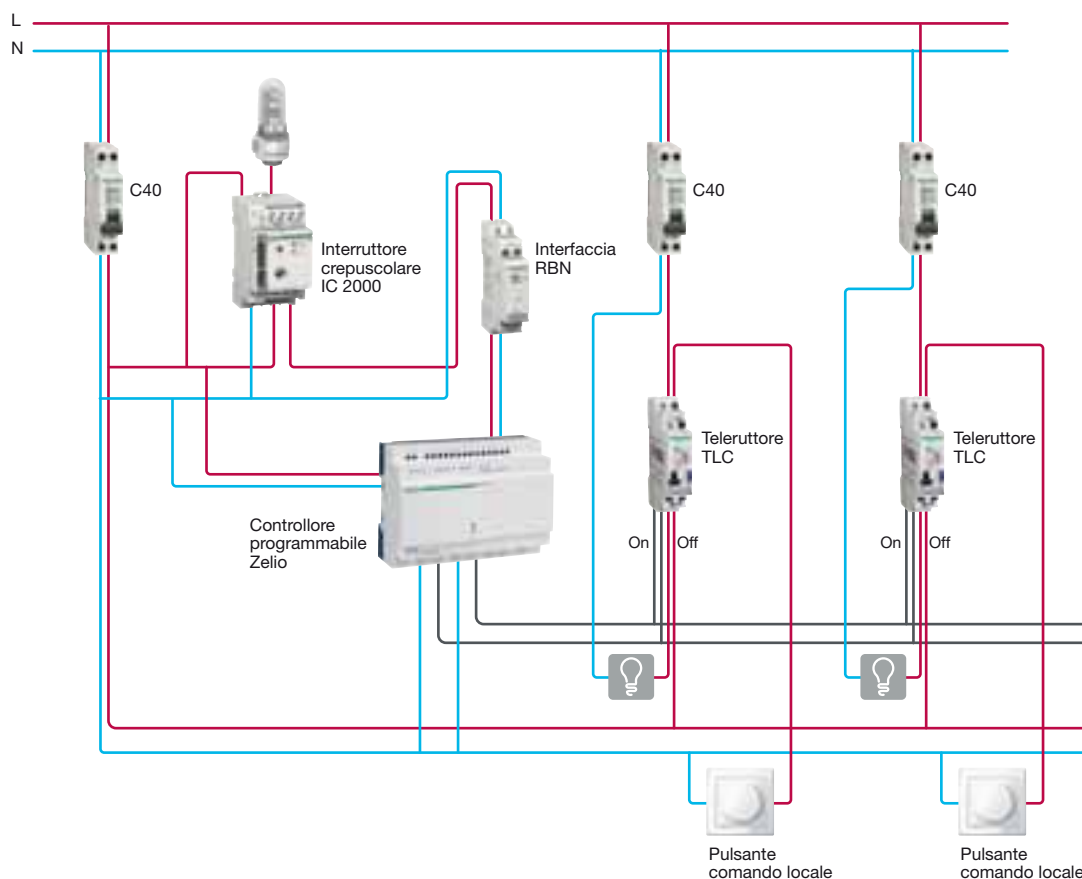 L
N
C40
Interruttore
crepuscolare
IC 2000
Interfaccia
RBN
C40
C40
Teleruttore
TLC
Teleruttore
TLC
Controllore
programmabile
Zelio
On
Off
On
Off
Pulsante
comando locale
Pulsante
comando locale